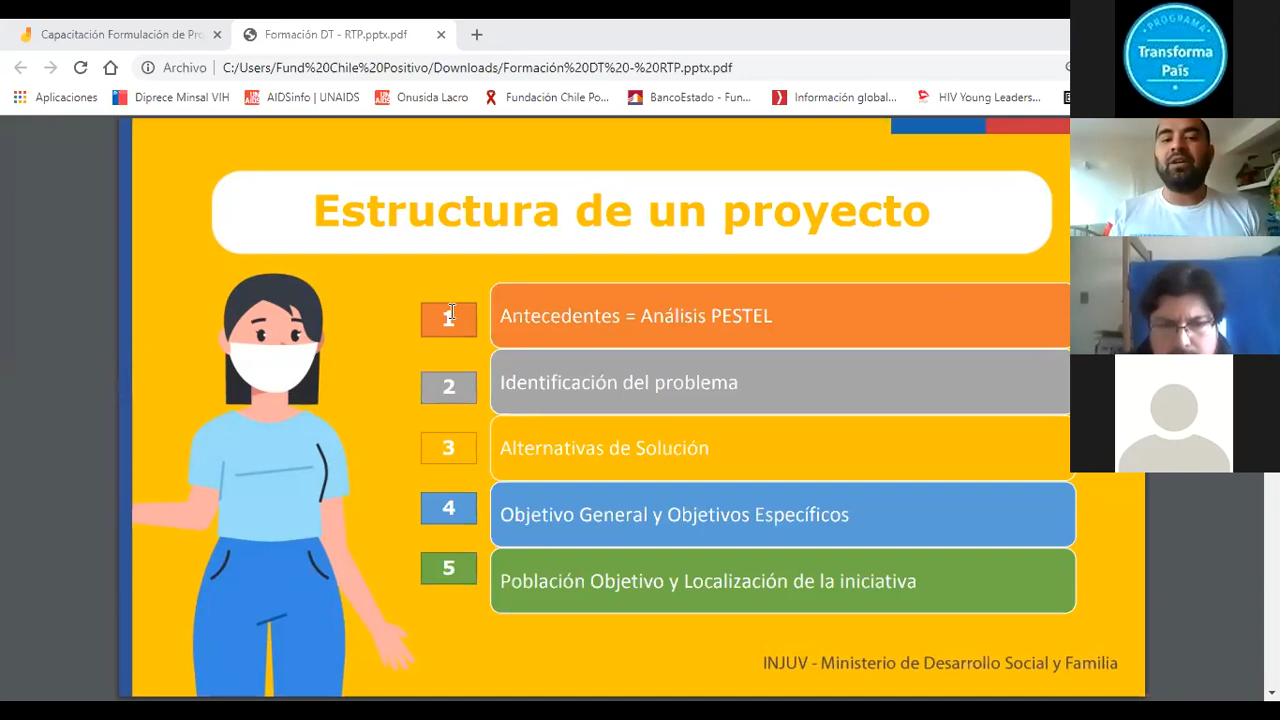 Capacitación Formulación de Pro
Formación DT - RTP.pptx.pdf
Archivo
C:/Users/Fund%20Chile%20Positivo/Downloads/Formación%20DT%20-%20RTP.pptx.pdf
Aplicaciones
Diprece Minsal VIH
AIDSinfo | UNAIDS
Onusida Lacro
Fundación Chile Po...
BancoEstado - Fun...
Información global...
HIV Young Leaders...
PROGRAMA
Transforma
País
Estructura de un proyecto
1 Antecedentes = Análisis PESTEL
2 Identificación del problema
3 Alternativas de Solución
4 Objetivo General y Objetivos Específicos
5 Población Objetivo y Localización de la iniciativa
INJUV - Ministerio de Desarrollo Social y Familia